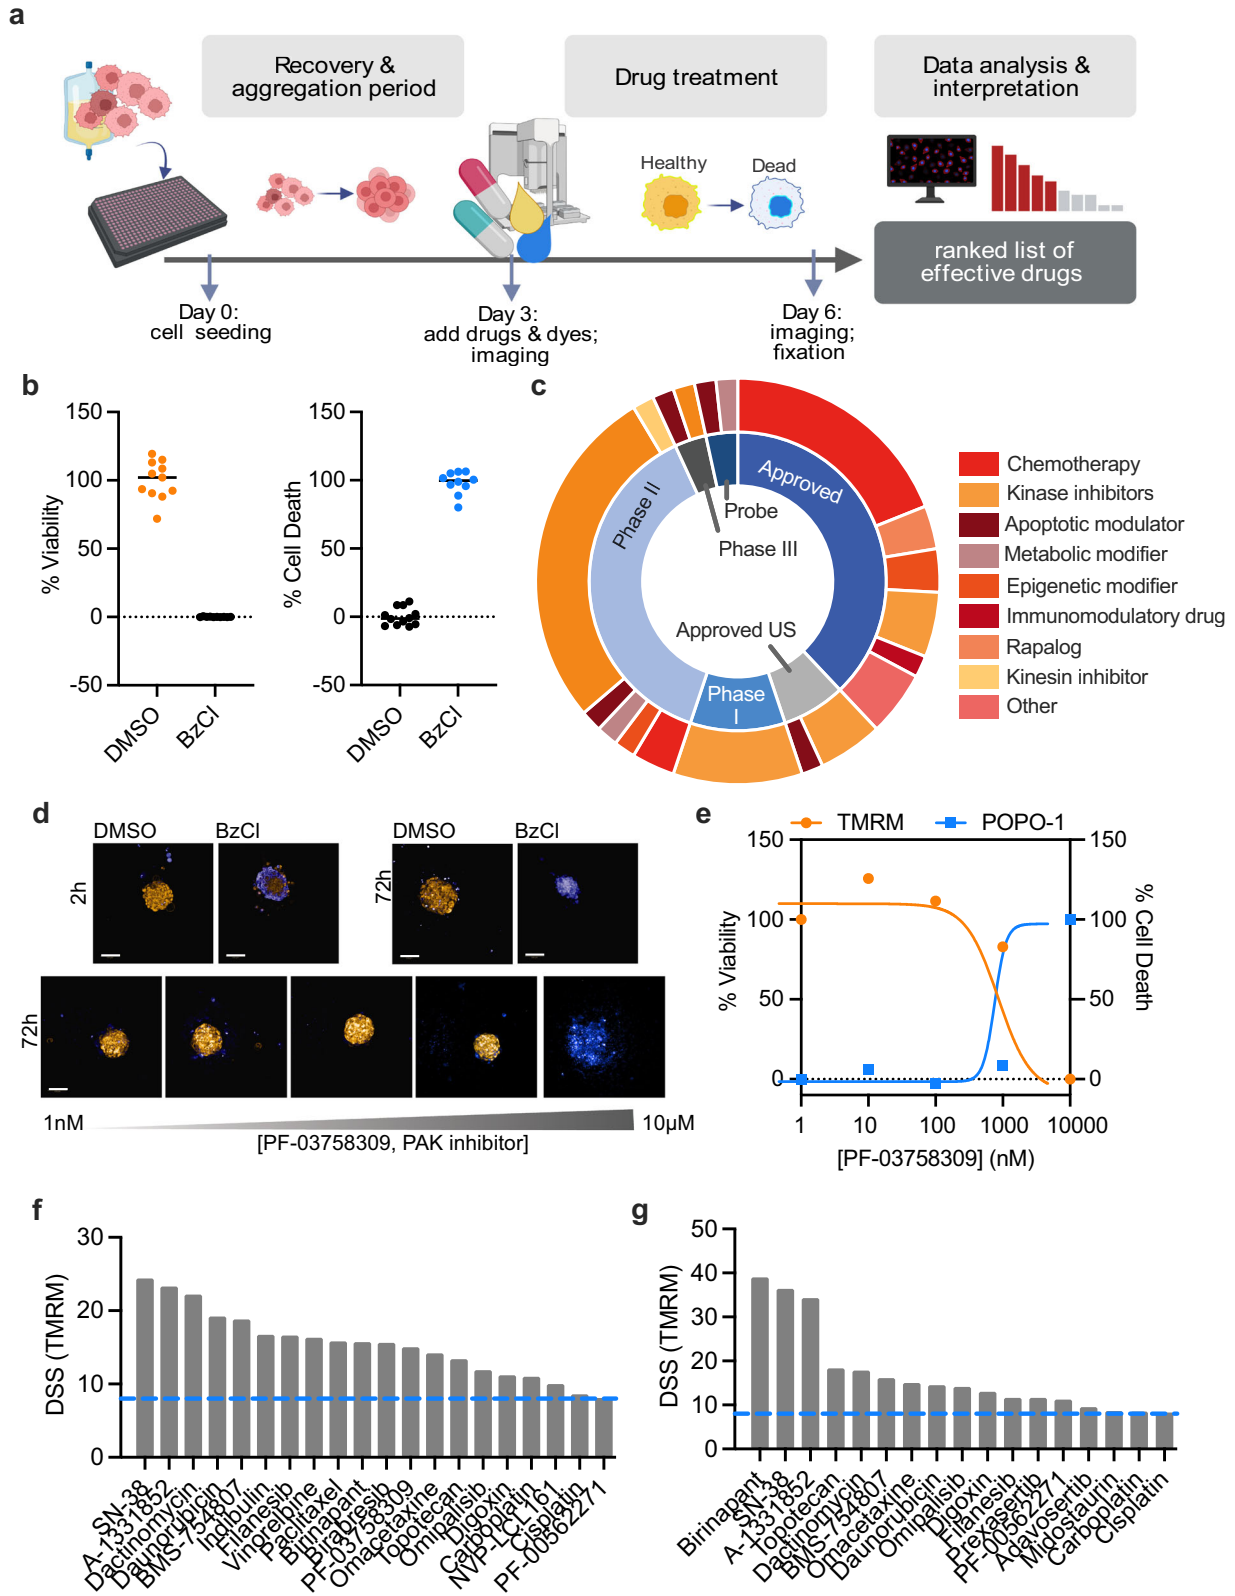 a
Recovery &
aggregation period
Drug treatment
Data analysis &
interpretation
Healthy
Dead
ranked list of
effective drugs
Day 0:
cell seeding
Day 3:
add drugs & dyes;
imaging
Day 6:
imaging;
fixation
b
150
100
50
0
-50
% Viability
DMSO
BzCl
150
100
50
0
-50
% Cell Death
DMSO
BzCl
c
Approved
Phase II
Probe
Phase III
Approved US
Phase
I
Chemotherapy
Kinase inhibitors
Apoptotic modulator
Metabolic modifier
Epigenetic modifier
Immunomodulatory drug
Rapalog
Kinesin inhibitor
Other
d
DMSO
BzCl
DMSO
BzCl
2h
72h
72h
1nM
10µM
[PF-03758309, PAK inhibitor]
e
TMRM
POPO-1
150
100
50
0
% Viability
150
100
50
0
% Cell Death
1
10
100
1000
10000
[PF-03758309] (nM)
f
30
20
10
0
DSS (TMRM)
SN-38
A-1331852
Dactinomycin
Daunorubicin
BMS-754807
Indibulin
Filanesib
Vinorelbine
Paclitaxel
Birinapant
Pimasertib
PF-03758309
Omacetaxine
Topotecan
Omipalisib
Digoxin
Carboplatin
NVP-LCL161
Cisplatin
PF-00562271
g
50
40
30
20
10
0
DSS (TMRM)
Birinapant
SN-38
A-1331852
Topotecan
Dactinomycin
BMS-754807
Omacetaxine
Daunorubicin
Omipalisib
Digoxin
Filanesib
Prexasertib
PF-00562271
Adavosertib
Midostaurin
Carboplatin
Cisplatin